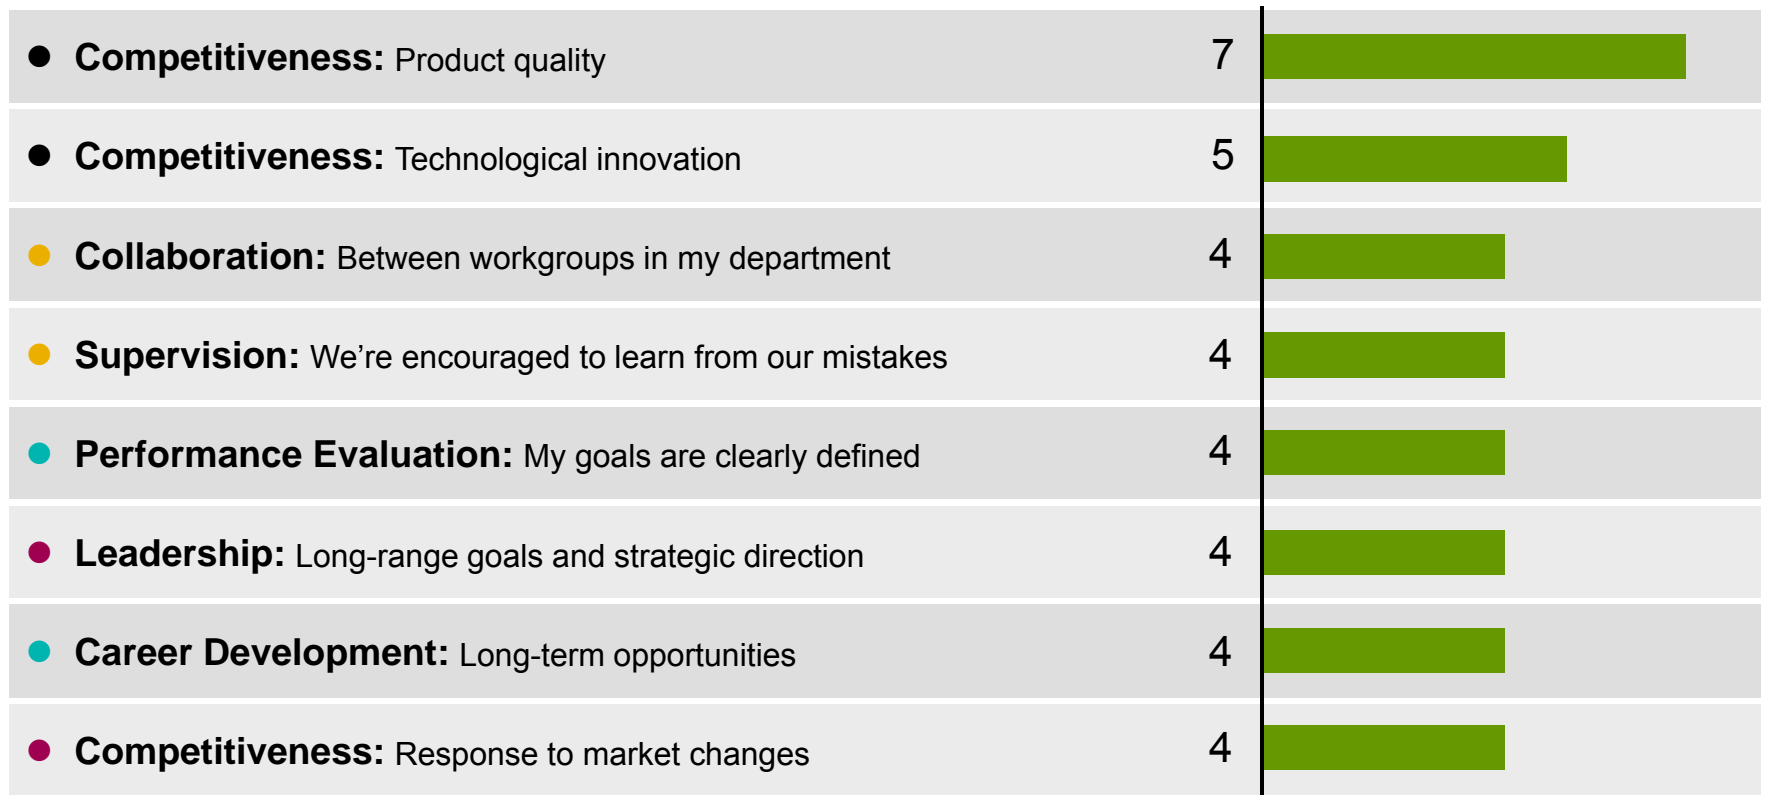 Competitiveness: Product quality 7
Competitiveness: Technological innovation 5
Collaboration: Between workgroups in my department 4
Supervision: We’re encouraged to learn from our mistakes 4
Performance Evaluation: My goals are clearly defined 4
Leadership: Long-range goals and strategic direction 4
Career Development: Long-term opportunities 4
Competitiveness: Response to market changes 4